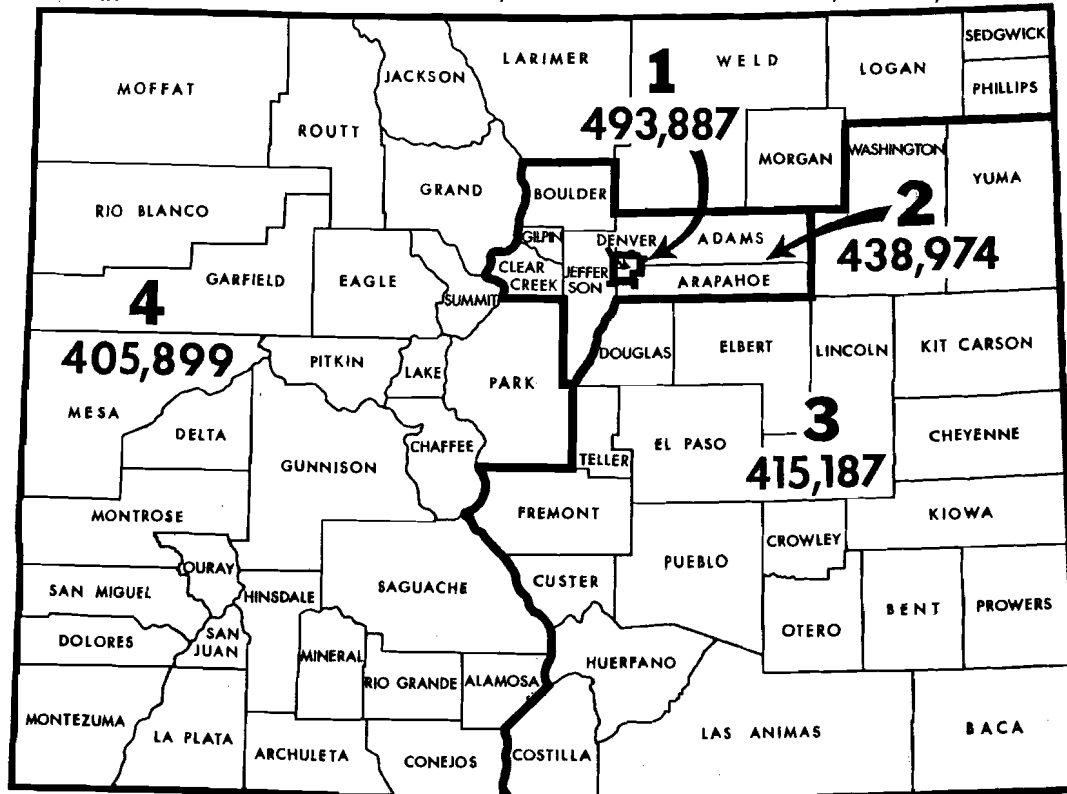 SEDGWICK
LARIMER
WELD
LOGAN
JACKSON
MOFFAT
PHILLIPS
1
493,887
ROUTT
MORGAN
WASHINGTON
YUMA
GRAND
BOULDER
RIO BLANCO
2
438,974
GILPIN
DENVER
ADAMS
CLEAR
CREEK
JEFFER
SON
ARAPAHOE
GARFIELD
EAGLE
SUMMIT
4
405,899
PITKIN
LAKE
PARK
DOUGLAS
ELBERT
LINCOLN
KIT CARSON
MESA
DELTA
GUNNISON
CHAFFEE
TELLER
EL PASO
3
415,187
CHEYENNE
MONTROSE
FREMONT
KIOWA
CROWLEY
OURAY
PUEBLO
SAN MIGUEL
HINSDALE
SAGUACHE
CUSTER
BENT
PROWERS
OTERO
DOLORES
SAN
JUAN
MINERAL
RIO GRANDE
ALAMOSA
HUERFANO
MONTEZUMA
LA PLATA
ARCHULETA
CONEJOS
COSTILLA
LAS ANIMAS
BACA